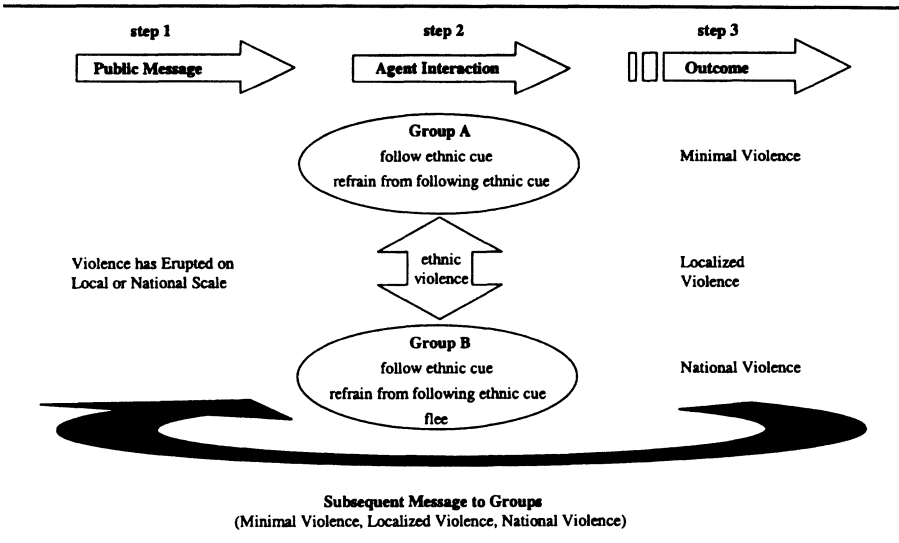 step 1
step 2
step 3
Public Message
Agent Interaction
Outcome
Group A
follow ethnic cue
refrain from following ethnic cue
Minimal Violence
Violence has Erupted on
Local or National Scale
ethnic
violence
Localized
Violence
Group B
follow ethnic cue
refrain from following ethnic cue
flee
National Violence
Subsequent Message to Groups
(Minimal Violence, Localized Violence, National Violence)